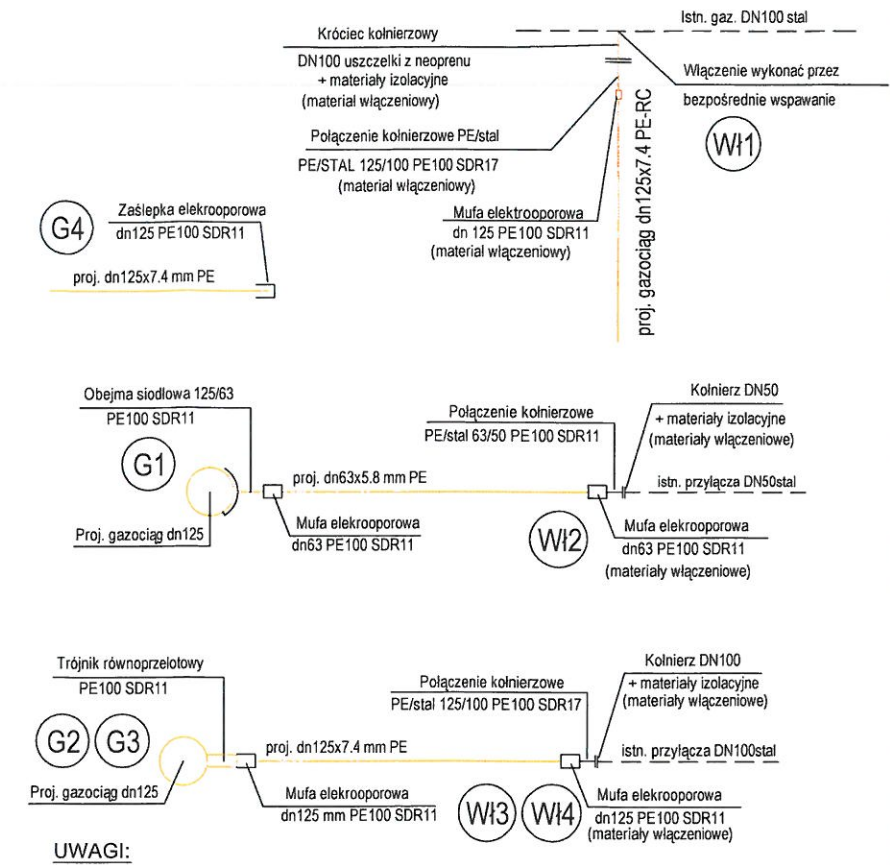 Istn. gaz. DN100 stal
Króciec kołnierzowy
DN100 uszczelki z neoprenu
+ materiały izolacyjne
(materiał włączeniowy)
Włączenie wykonać przez
bezpośrednie wspawanie
Wł1
Połączenie kołnierzowe PE/stal
PE/STAL 125/100 PE100 SDR17
(materiał włączeniowy)
Mufa elektrooporowa
dn 125 PE100 SDR11
(materiał włączeniowy)
proj. gazociąg dn125x7.4 PE-RC
G4
Zaślepka elekrooporowa
dn125 PE100 SDR11
proj. dn125x7.4 mm PE
Obejma siodłowa 125/63
PE100 SDR11
G1
Proj. gazociąg dn125
proj. dn63x5.8 mm PE
Mufa elekrooporowa
dn63 PE100 SDR11
Połączenie kołnierzowe
PE/stal 63/50 PE100 SDR11
Kołnierz DN50
+ materiały izolacyjne
(materiały włączeniowe)
istn. przyłącza DN50stal
Wł2
Mufa elekrooporowa
dn63 PE100 SDR11
(materiały włączeniowe)
Trójnik równoprzelotowy
PE100 SDR11
G2
G3
Proj. gazociąg dn125
proj. dn125x7.4 mm PE
Mufa elekrooporowa
dn125 mm PE100 SDR11
Połączenie kołnierzowe
PE/stal 125/100 PE100 SDR17
Kołnierz DN100
+ materiały izolacyjne
(materiały włączeniowe)
istn. przyłącza DN100stal
Wł3
Wł4
Mufa elekrooporowa
dn125 PE100 SDR11
(materiały włączeniowe)
UWAGI: